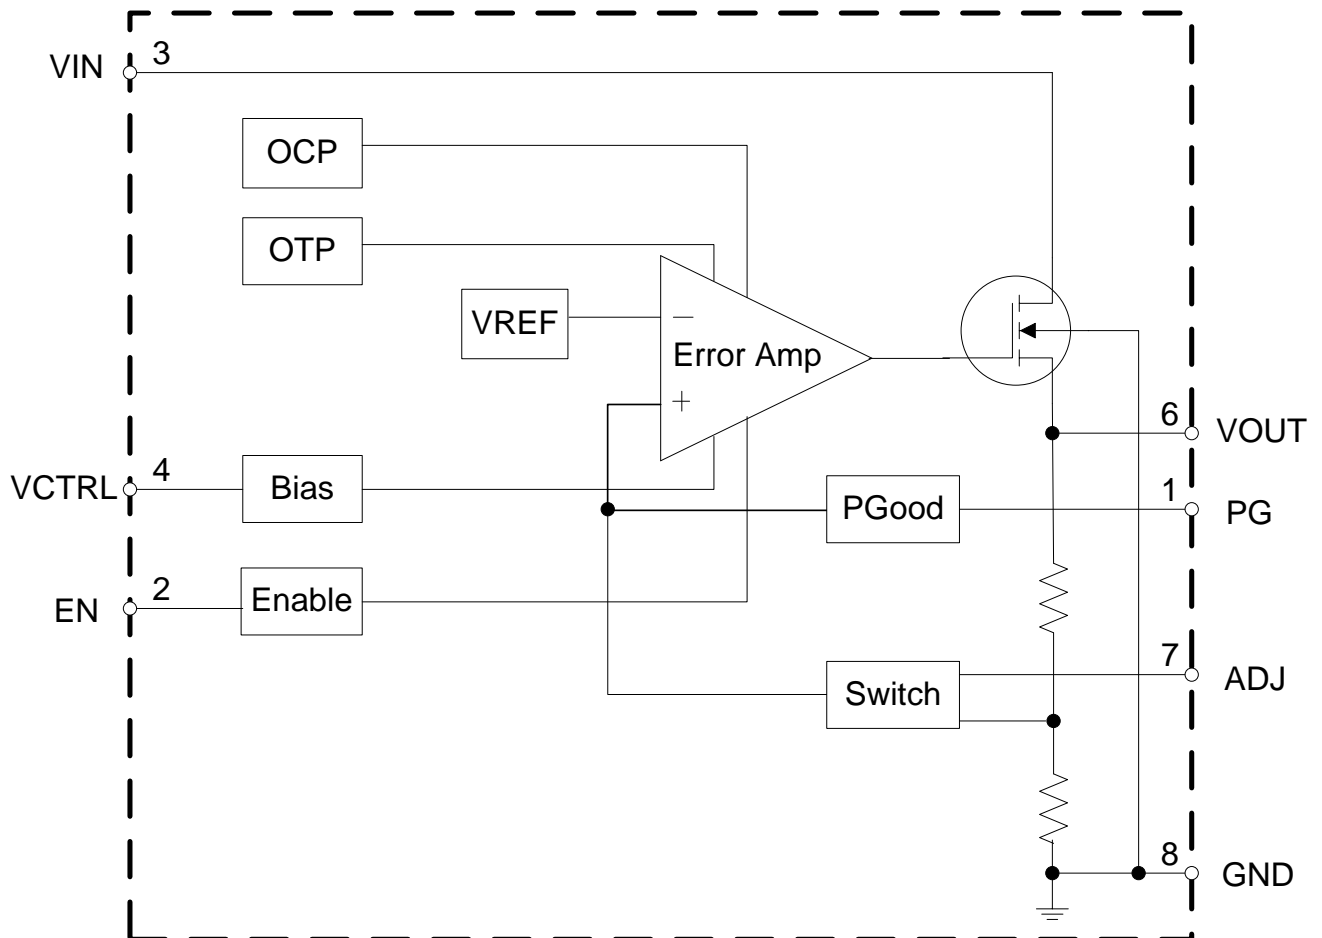 3
VIN
OCP
OTP
VREF
−
Error Amp
+
6
VOUT
4
VCTRL
Bias
1
PGood
PG
2
EN
Enable
7
Switch
ADJ
8
GND